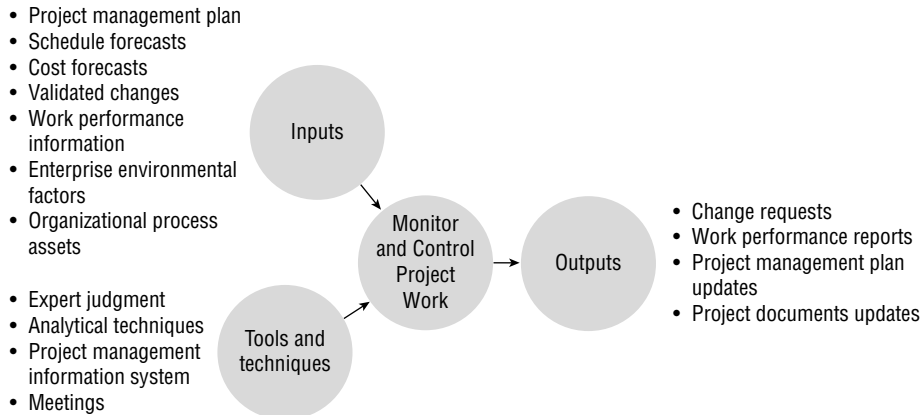 • Project management plan
• Schedule forecasts
• Cost forecasts
• Validated changes
• Work performance
information
• Enterprise environmental
factors
• Organizational process
assets
Inputs
• Expert judgment
• Analytical techniques
• Project management
information system
• Meetings
Tools and
techniques
Monitor
and Control
Project
Work
Outputs
• Change requests
• Work performance reports
• Project management plan
updates
• Project documents updates